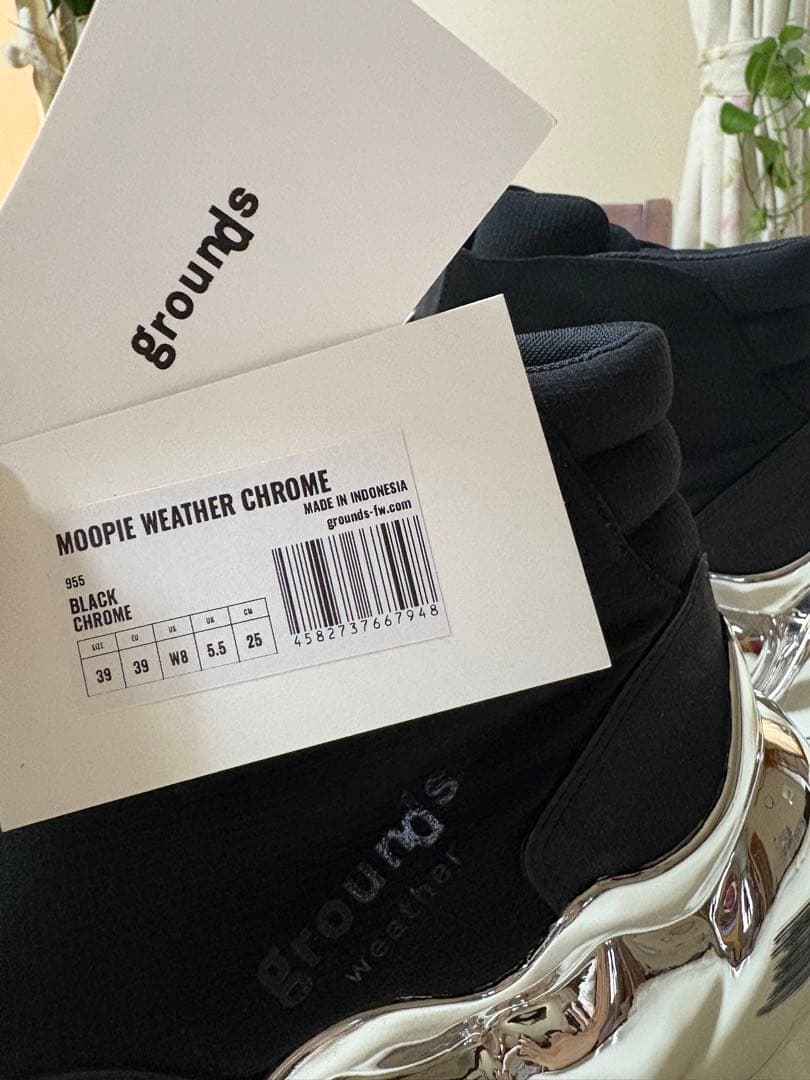 grounds
MOOPIE WEATHER CHROME
MADE IN INDONESIA
grounds-fw.com
955
BLACK
CHROME
SIZE EU US UK CM
39 39 W8 5.5 25
4582737667948
grounds
weather